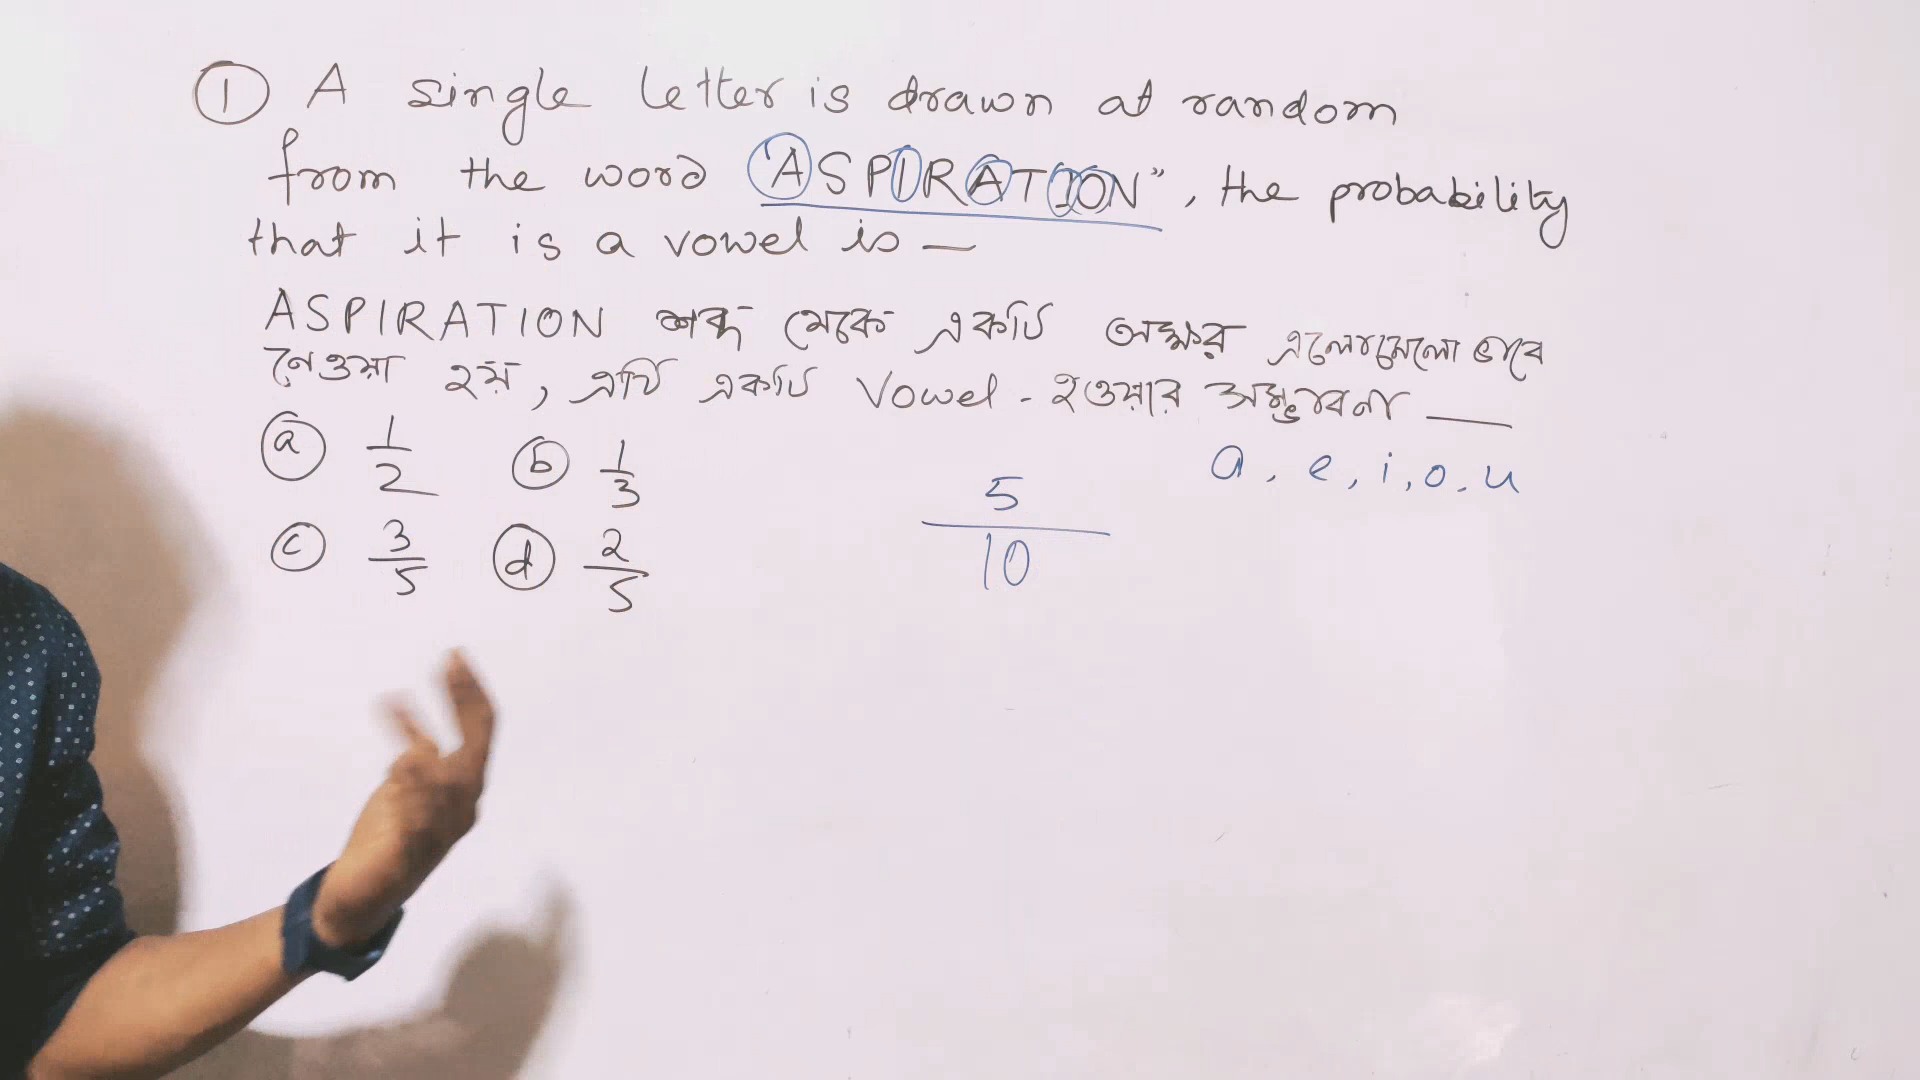 ① A single letter is drawn at random
from the word "ASPIRATION", the probability
that it is a vowel is —
ASPIRATION শব্দ থেকে একটি অক্ষর এলোমেলো ভাবে
নেওয়া হয়, এটি একটি Vowel - হওয়ার সম্ভাবনা ___
ⓐ 1/2 ⓑ 1/3
ⓒ 3/5 ⓓ 2/5
5/10
a, e, i, o, u